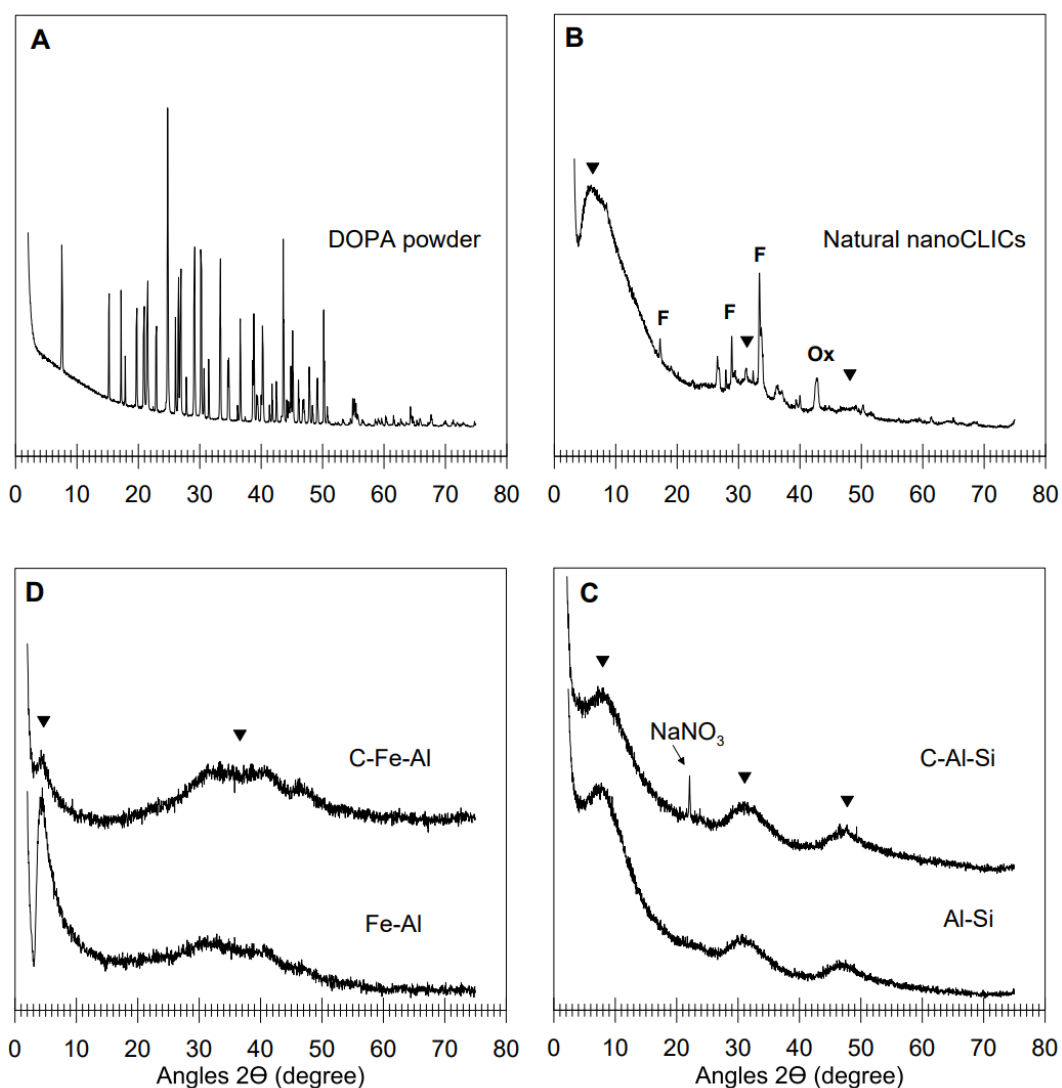 A
DOPA powder
0 10 20 30 40 50 60 70 80
B
Natural nanoCLICs
F
F
F
Ox
0 10 20 30 40 50 60 70 80
D
C-Fe-Al
Fe-Al
0 10 20 30 40 50 60 70 80
Angles 2Θ (degree)
C
NaNO₃
C-Al-Si
Al-Si
0 10 20 30 40 50 60 70 80
Angles 2Θ (degree)